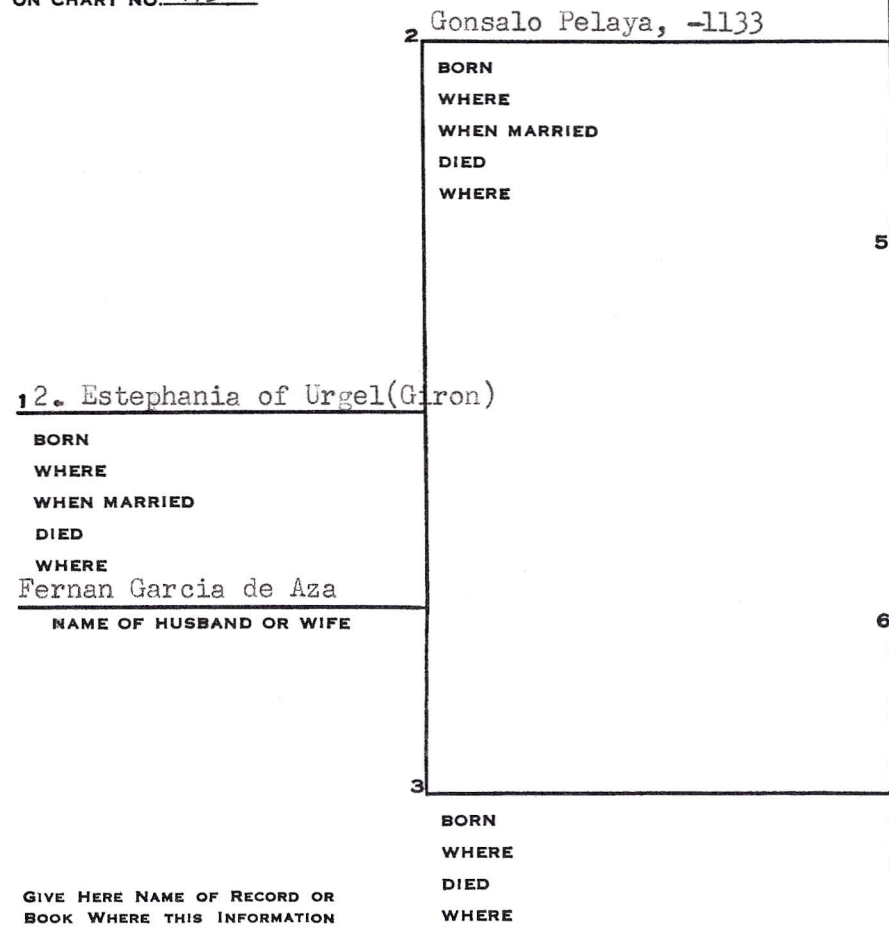 ON CHART NO.
2 Gonsalo Pelaya, -1133
BORN
WHERE
WHEN MARRIED
DIED
WHERE
5
1 2. Estephania of Urgel(Giron)
BORN
WHERE
WHEN MARRIED
DIED
WHERE
Fernan Garcia de Aza
NAME OF HUSBAND OR WIFE
6
3
BORN
WHERE
DIED
WHERE
GIVE HERE NAME OF RECORD OR
BOOK WHERE THIS INFORMATION